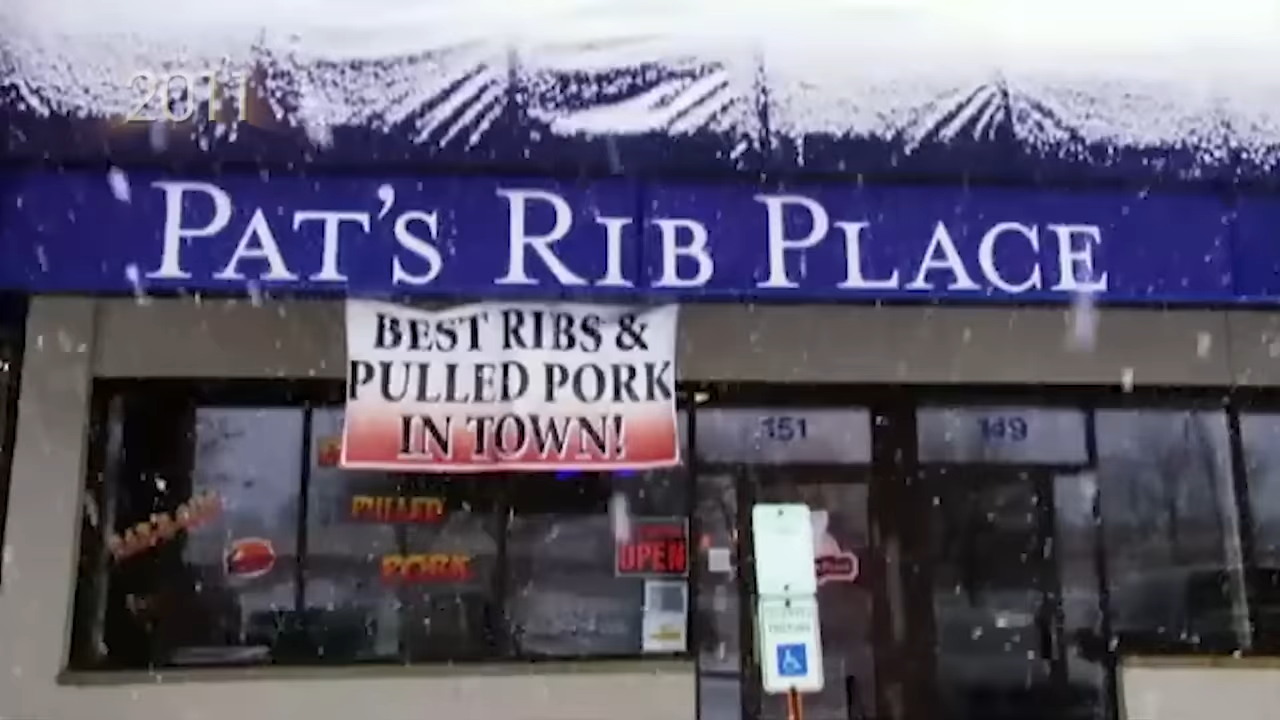 2011
PAT'S RIB PLACE
BEST RIBS &
PULLED PORK
IN TOWN!
151
149
PULLED
PORK
OPEN